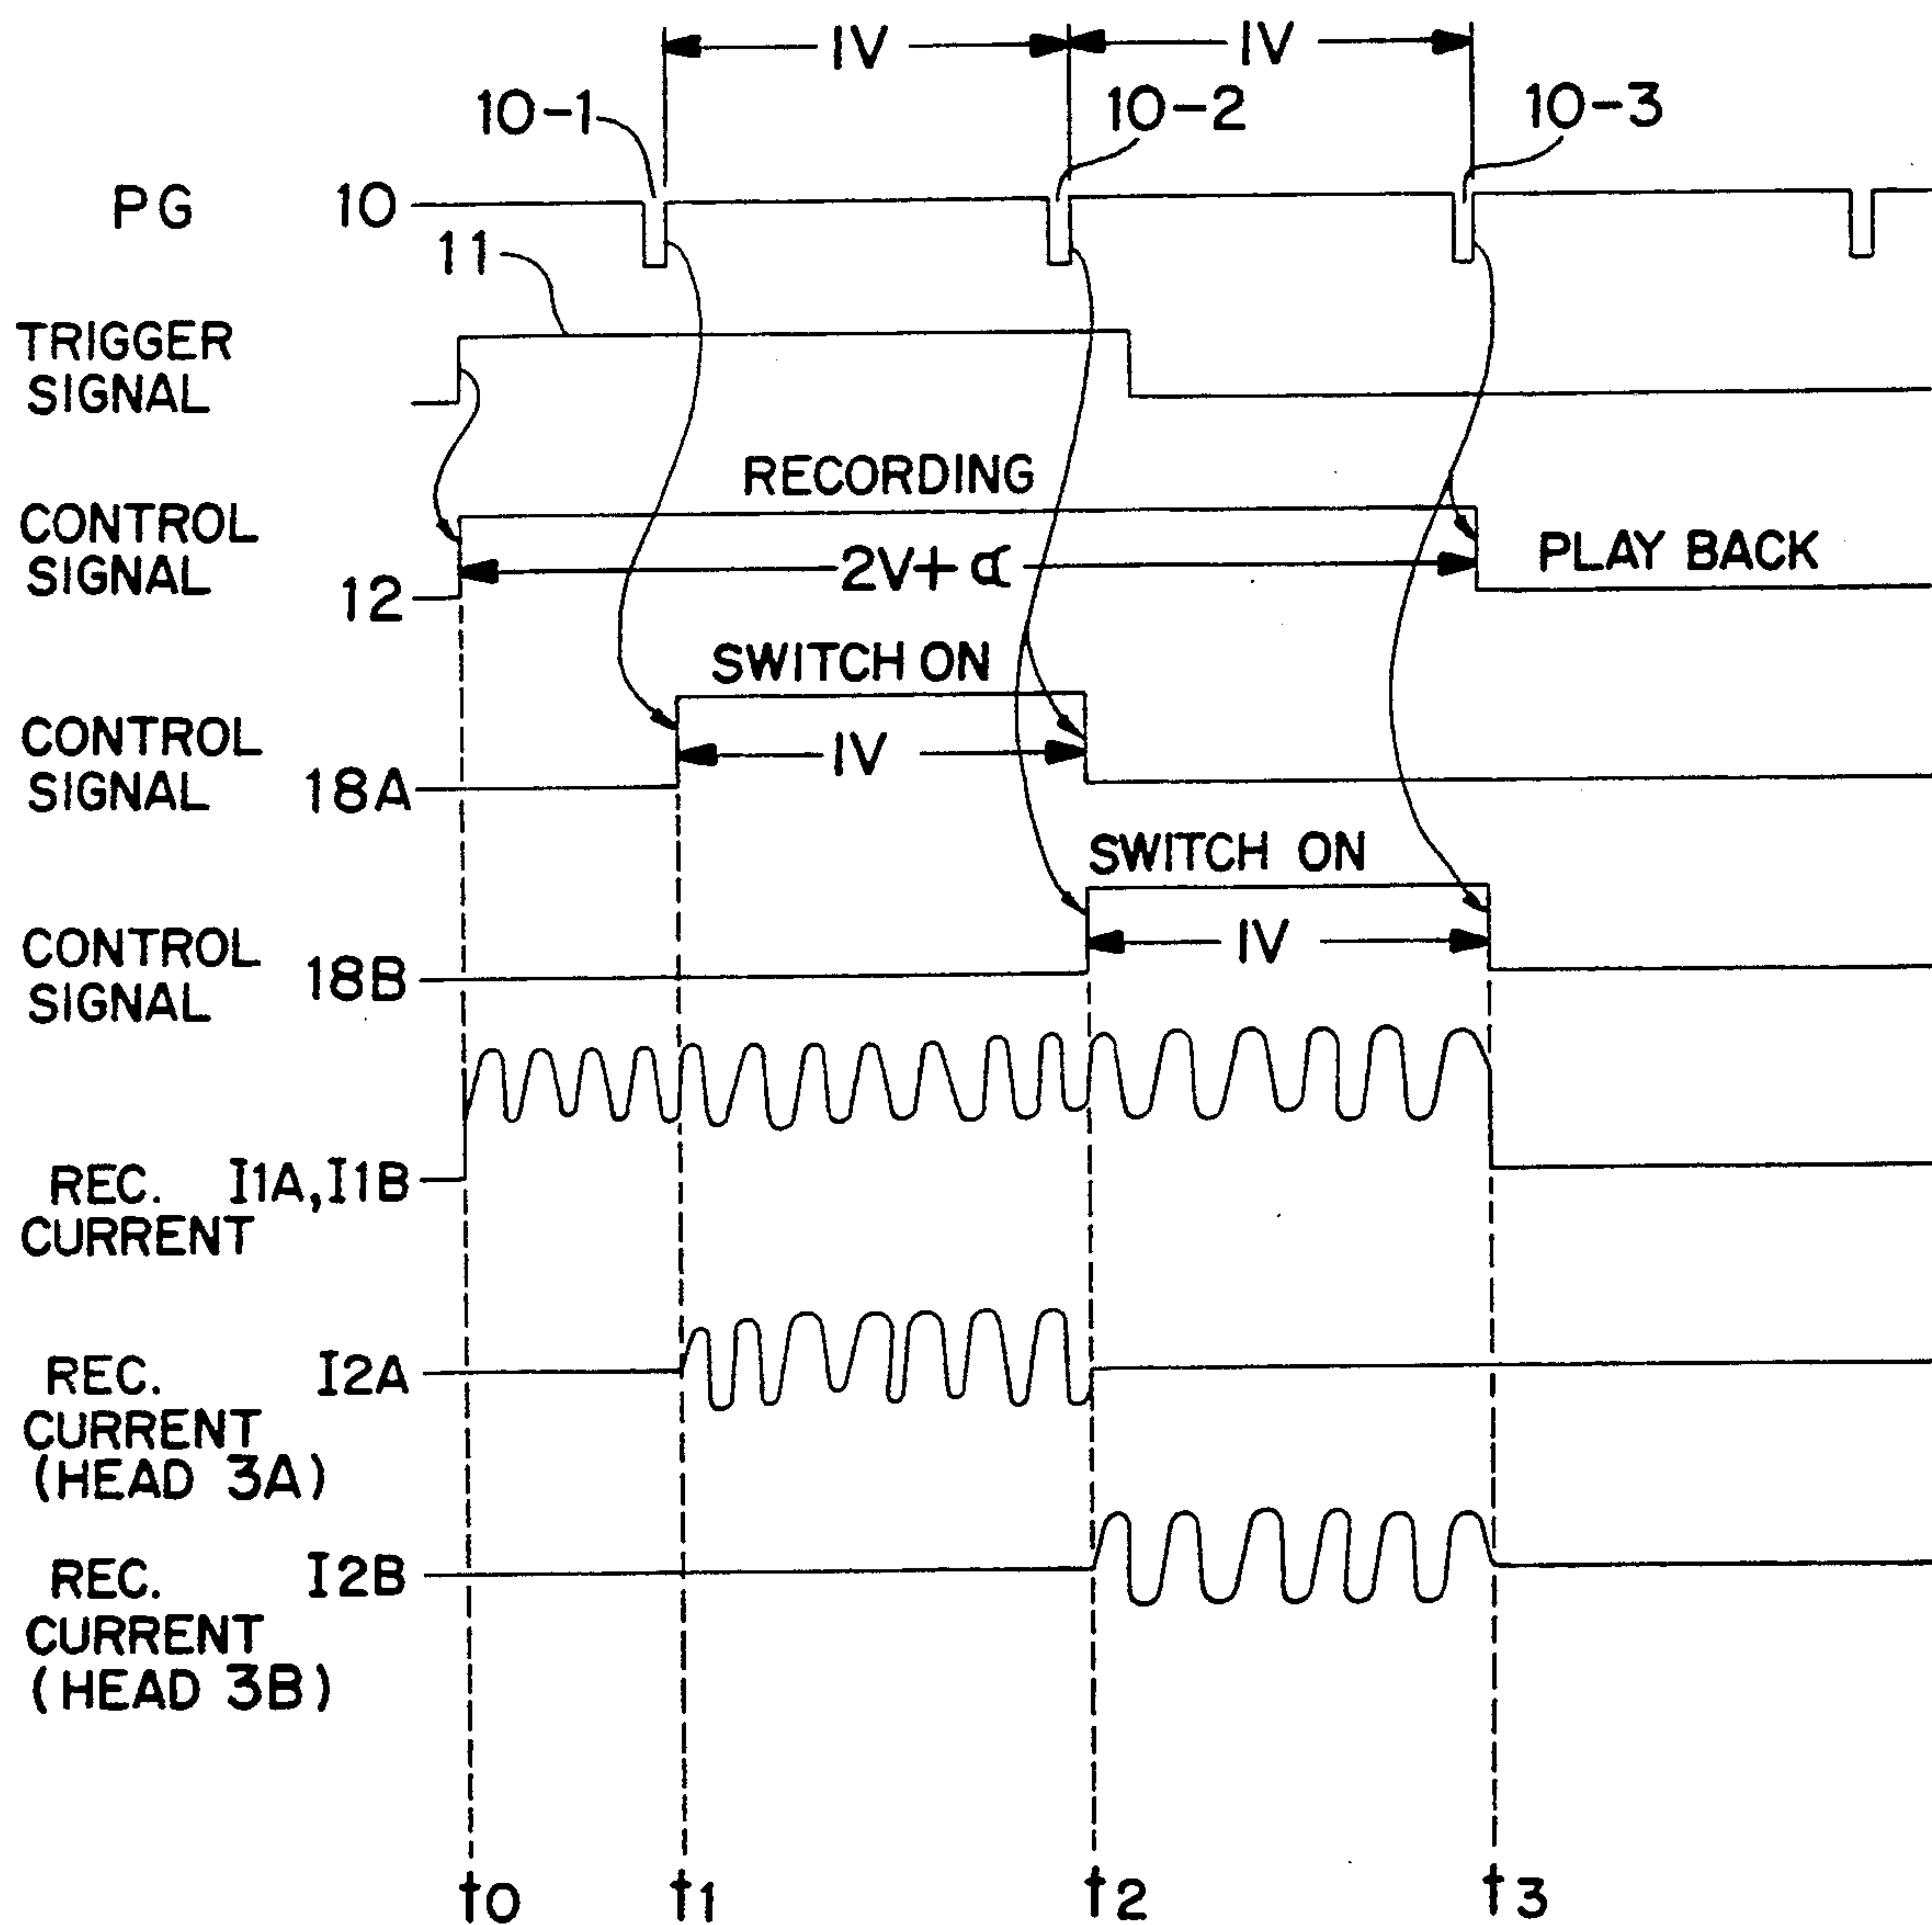 1V 1V
10-1 10-2 10-3
PG 10
11
TRIGGER
SIGNAL
RECORDING
CONTROL
SIGNAL
12
2V+α
PLAY BACK
SWITCH ON
CONTROL
SIGNAL
18A
1V
SWITCH ON
CONTROL
SIGNAL
18B
1V
REC. I1A,I1B
CURRENT
REC. I2A
CURRENT
(HEAD 3A)
REC. I2B
CURRENT
(HEAD 3B)
t0 t1 t2 t3